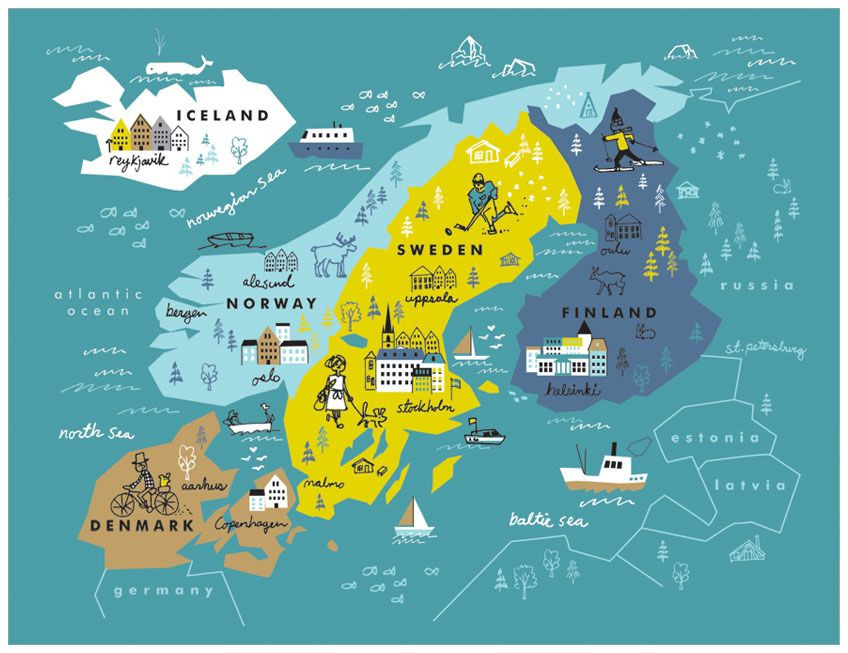 ICELAND
reykjavik
norwegian sea
atlantic
ocean
alesund
NORWAY
bergen
oslo
SWEDEN
uppsala
stockholm
malmo
oulu
FINLAND
helsinki
russia
st. petersburg
estonia
latvia
north sea
aarhus
DENMARK
Copenhagen
baltic sea
germany